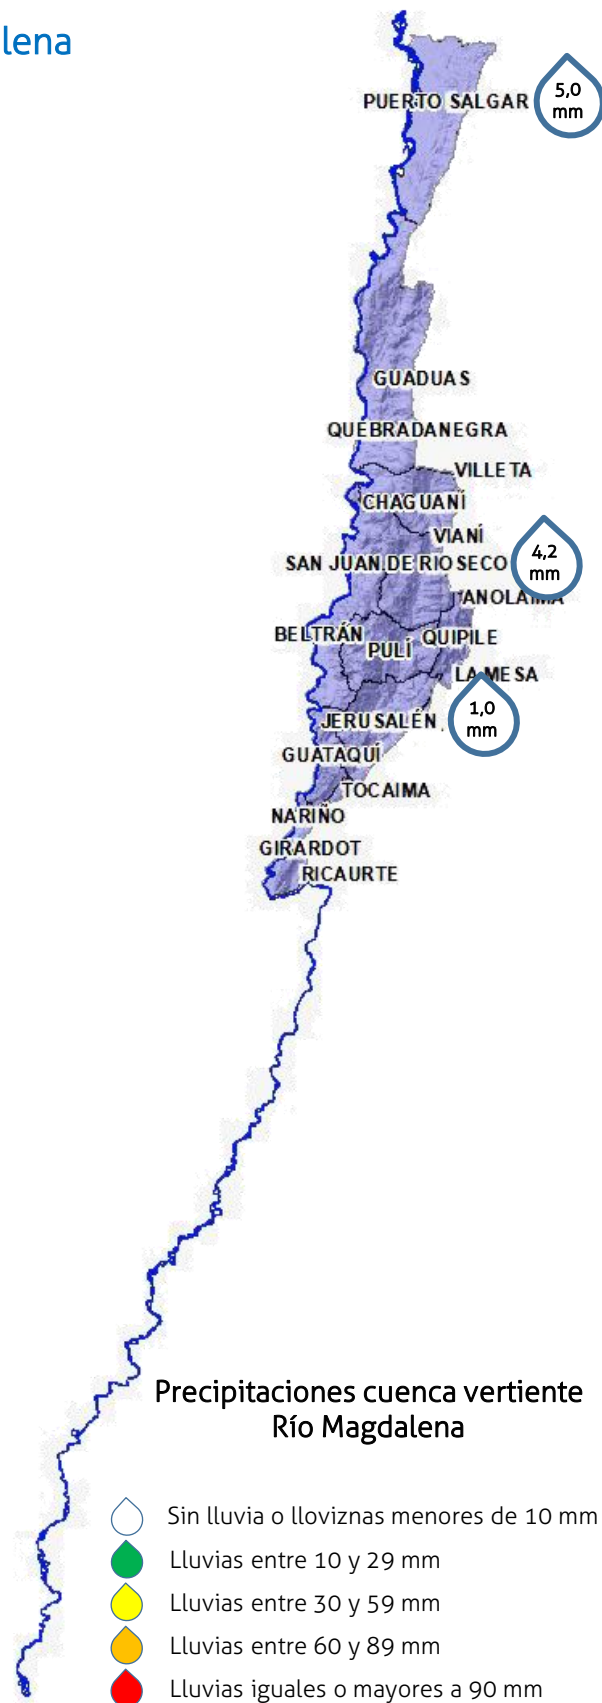 lena
PUERTO SALGAR
5,0
mm
GUADUAS
QUEBRADANEGRA
VILLETA
CHAGUANÍ
VIANÍ
SAN JUAN DE RIO SECO
4,2
mm
BELTRÁN
PULÍ
QUIPILE
LA MESA
1,0
mm
JERUSALÉN
GUATAQUÍ
TOCAIMA
NARIÑO
GIRARDOT
RICAURTE
Precipitaciones cuenca vertiente
Río Magdalena
Sin lluvia o lloviznas menores de 10 mm
Lluvias entre 10 y 29 mm
Lluvias entre 30 y 59 mm
Lluvias entre 60 y 89 mm
Lluvias iguales o mayores a 90 mm